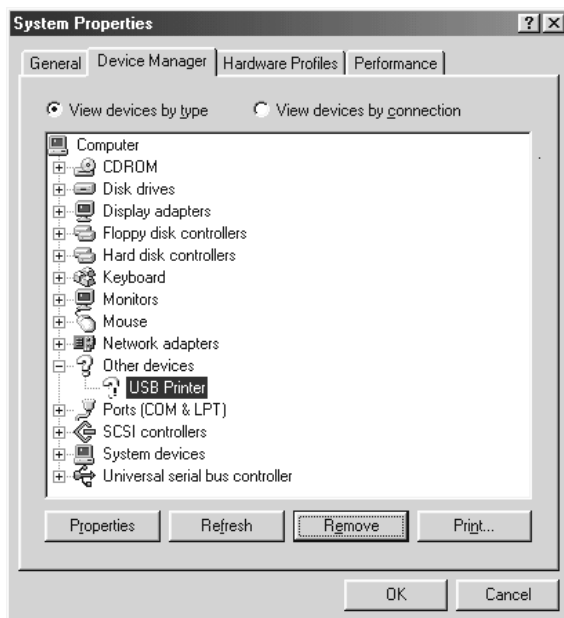 System Properties
General Device Manager Hardware Profiles Performance
View devices by type View devices by connection
Computer
CDROM
Disk drives
Display adapters
Floppy disk controllers
Hard disk controllers
Keyboard
Monitors
Mouse
Network adapters
Other devices
USB Printer
Ports (COM & LPT)
SCSI controllers
System devices
Universal serial bus controller
Properties Refresh Remove Print...
OK Cancel